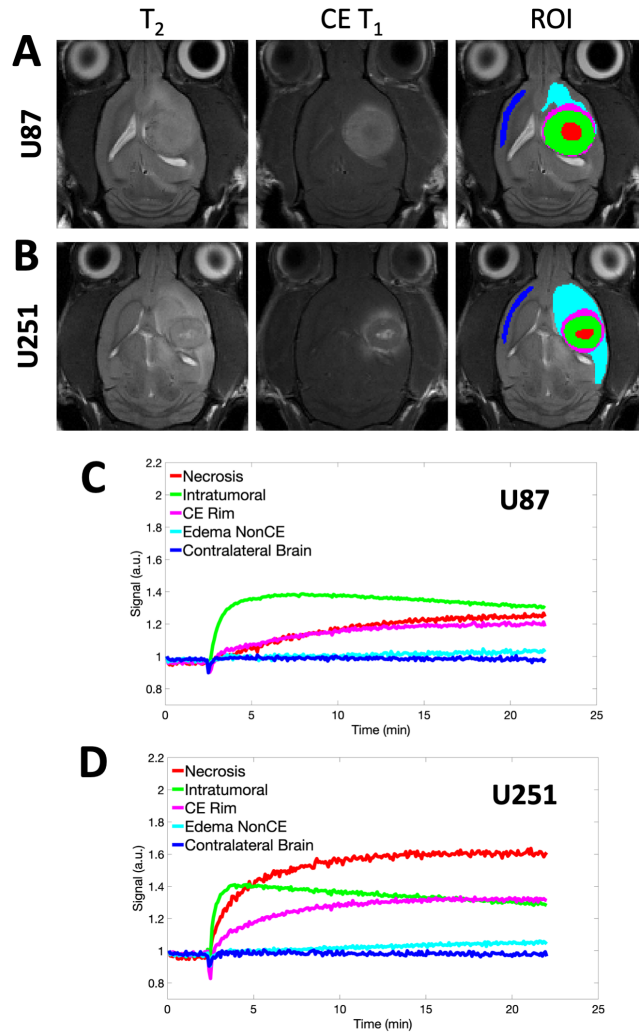 T2 CE T1 ROI
A
U87
B
U251
C
2.2
2
1.8
1.6
1.4
1.2
1
0.8
Signal (a.u.)
Necrosis
Intratumoral
CE Rim
Edema NonCE
Contralateral Brain
U87
0 5 10 15 20 25
Time (min)
D
2.2
2
1.8
1.6
1.4
1.2
1
0.8
Signal (a.u.)
Necrosis
Intratumoral
CE Rim
Edema NonCE
Contralateral Brain
U251
0 5 10 15 20 25
Time (min)